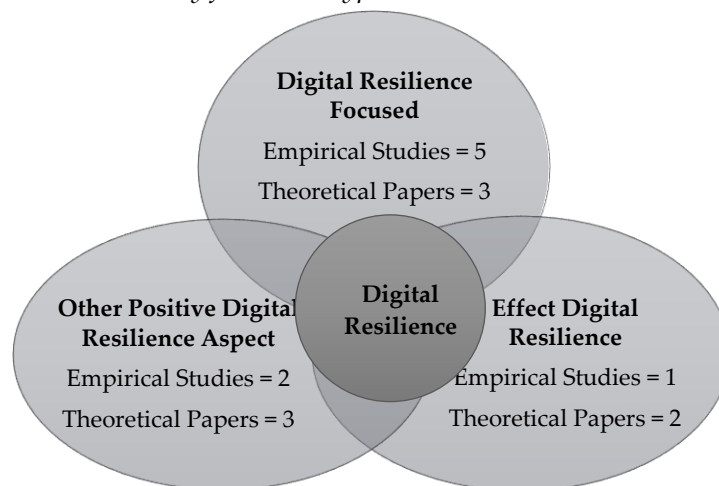 Digital Resilience
Focused
Empirical Studies = 5
Theoretical Papers = 3
Other Positive Digital
Resilience Aspect
Empirical Studies = 2
Theoretical Papers = 3
Digital
Resilience
Effect Digital
Resilience
Empirical Studies = 1
Theoretical Papers = 2